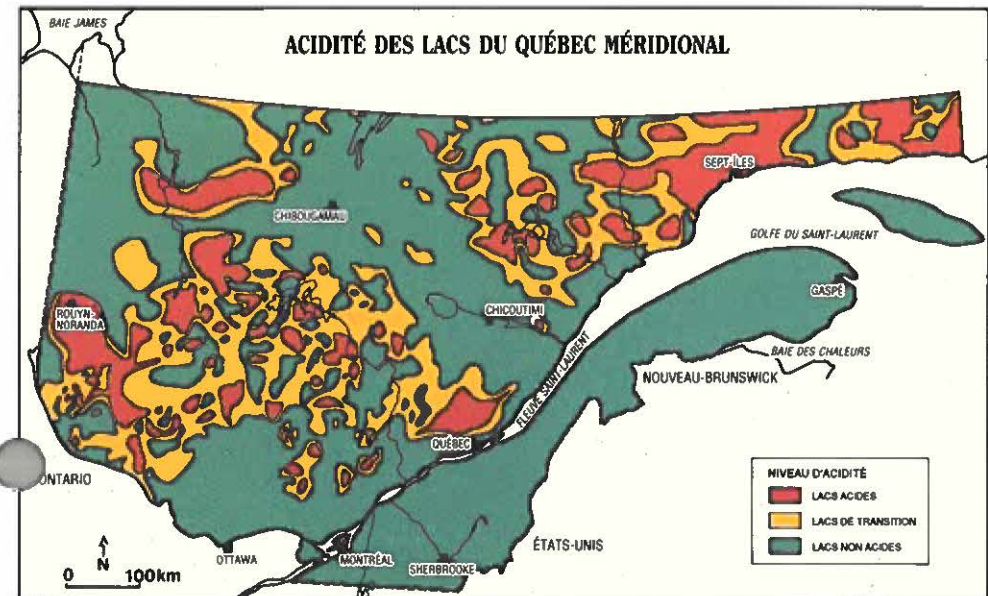 BAIE JAMES
ACIDITÉ DES LACS DU QUÉBEC MÉRIDIONAL
SEPT-ÎLES
CHIBOUGAMAU
GOLFE DU SAINT-LAURENT
GASPÉ
ROUYN-
NORANDA
CHICOUTIMI
BAIE DES CHALEURS
NOUVEAU-BRUNSWICK
FLEUVE SAINT-LAURENT
QUÉBEC
ONTARIO
NIVEAU D'ACIDITÉ
LACS ACIDES
LACS DE TRANSITION
LACS NON ACIDES
ÉTATS-UNIS
N
OTTAWA
MONTRÉAL
SHERBROOKE
0 100km